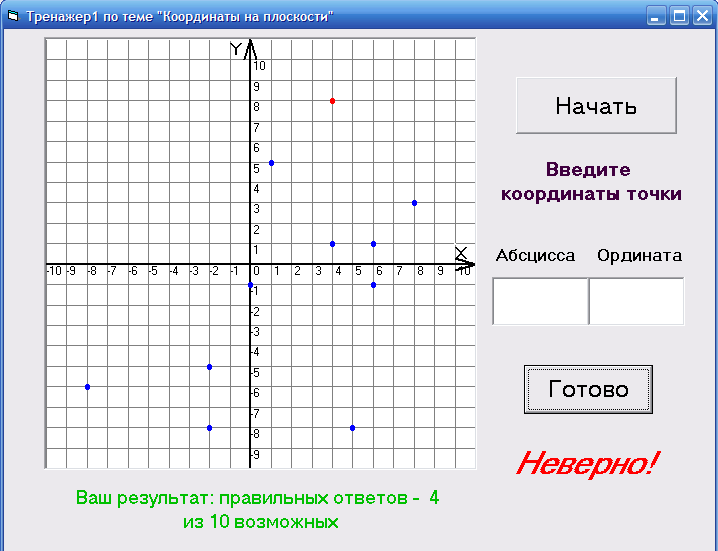 Тренажер1 по теме "Координаты на плоскости"
Y
10
9
8
7
6
5
4
3
2
1
X
-10 -9 -8 -7 -6 -5 -4 -3 -2 -1 0 1 2 3 4 5 6 7 8 9 10
-1
-2
-3
-4
-5
-6
-7
-8
-9
Начать
Введите
координаты точки
Абсцисса Ордината
Готово
Неверно!
Ваш результат: правильных ответов - 4
из 10 возможных